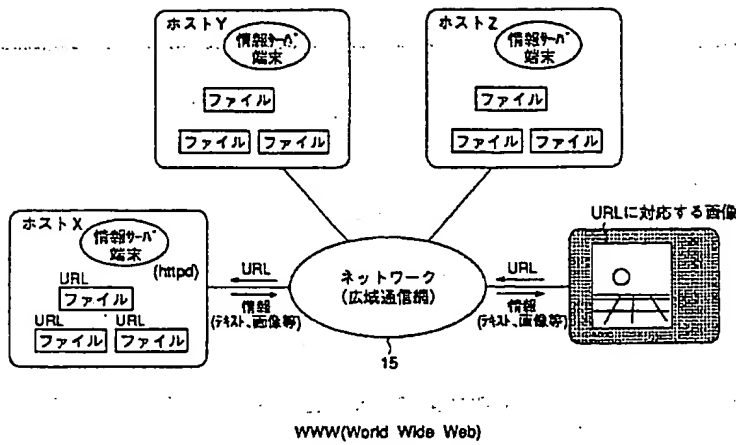 ホストY
情報サーバ
端末
ファイル
ファイル ファイル
ホストZ
情報サーバ
端末
ファイル
ファイル ファイル
ホストX
情報サーバ
端末
(httpd)
URL
ファイル
URL URL
ファイル ファイル
URL
情報
(テキスト、画像等)
ネットワーク
(広域通信網)
15
URL
情報
(テキスト、画像等)
URLに対応する画像
WWW(World Wide Web)